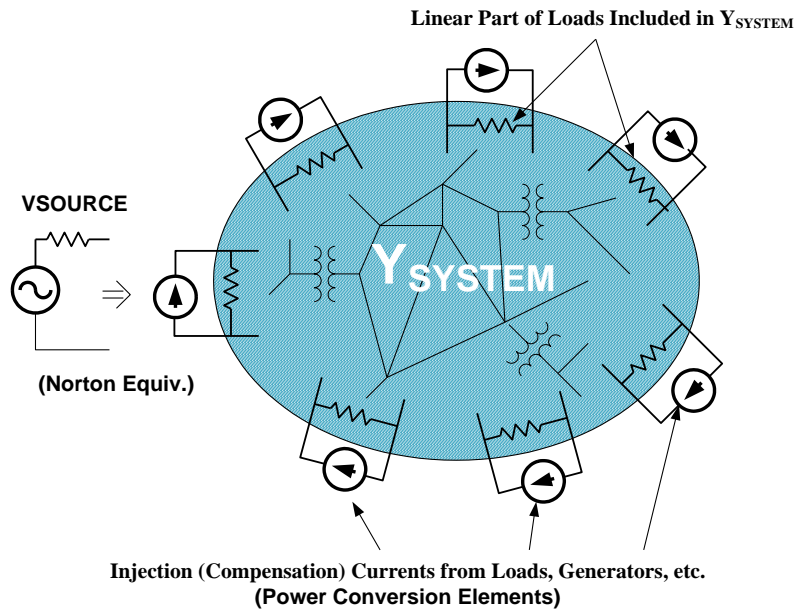 Linear Part of Loads Included in YSYSTEM
VSOURCE
YSYSTEM
(Norton Equiv.)
Injection (Compensation) Currents from Loads, Generators, etc.
(Power Conversion Elements)